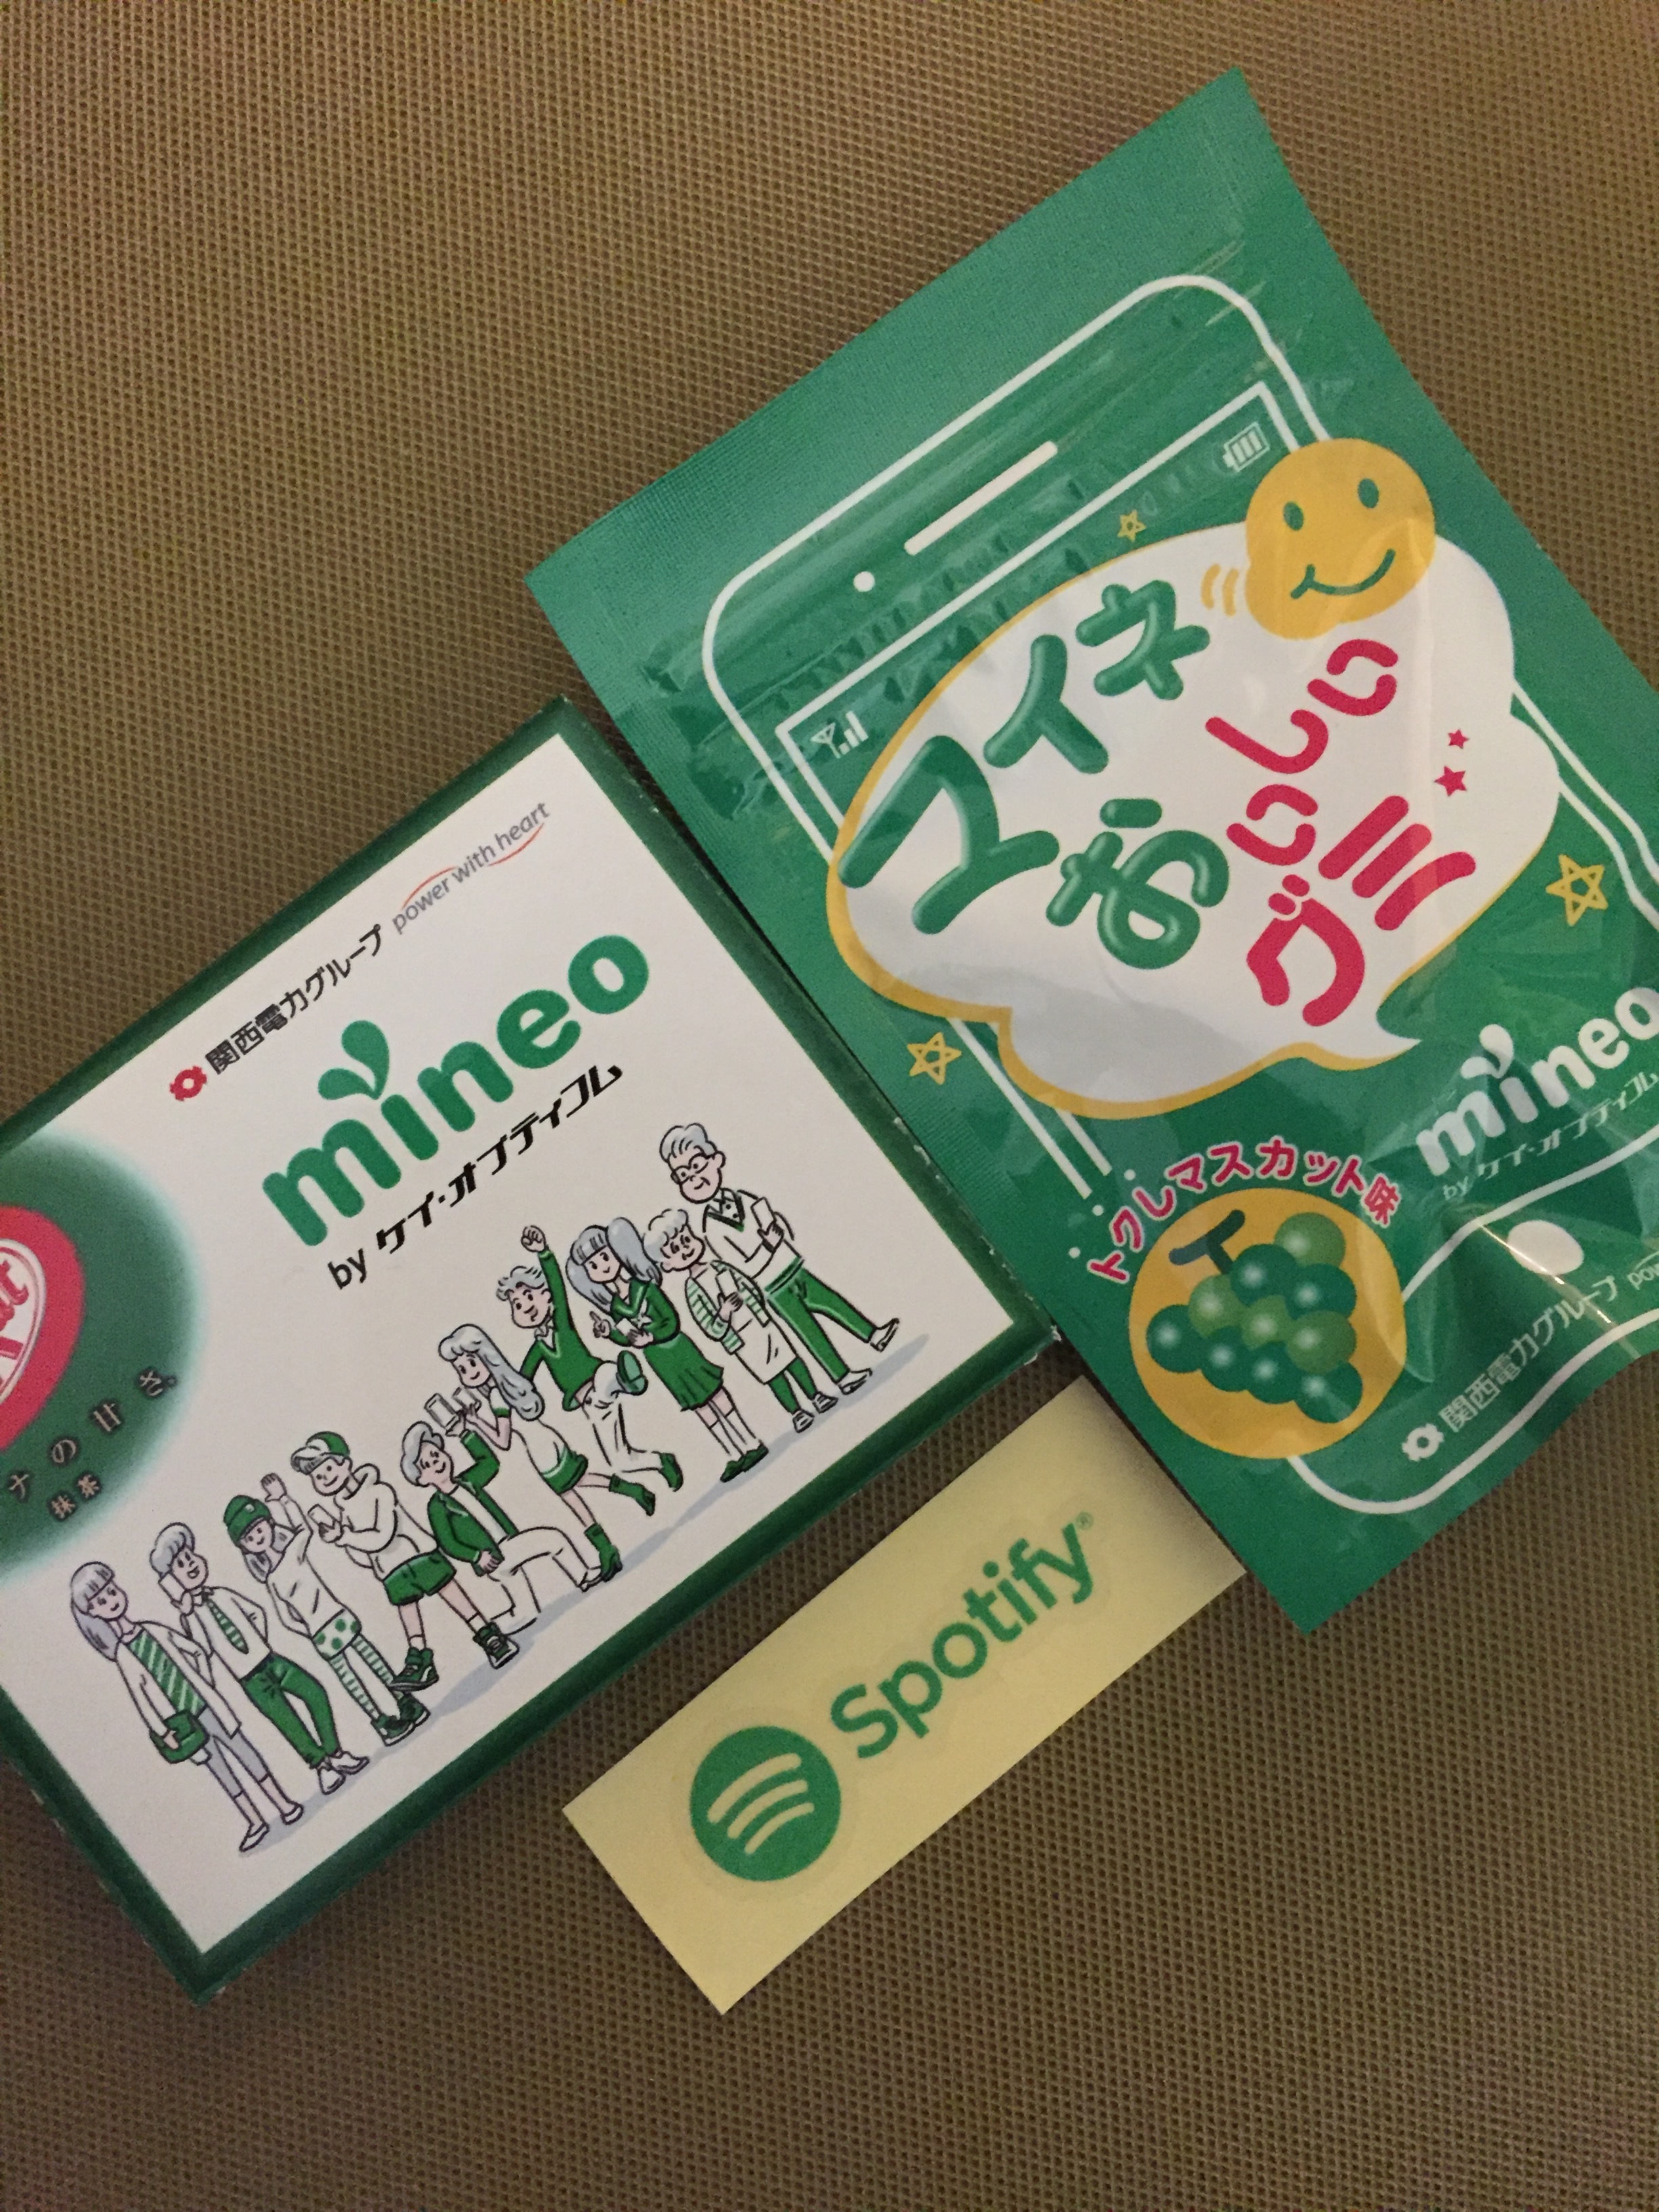 関西電力グループ power with heart
mineo
by ケイ・オプティコム
ナの甘さ。
抹茶
マイネ
お
いしい
グミ
mineo
by ケイ・オプティコム
トクしマスカット味
関西電力グループ
Spotify®